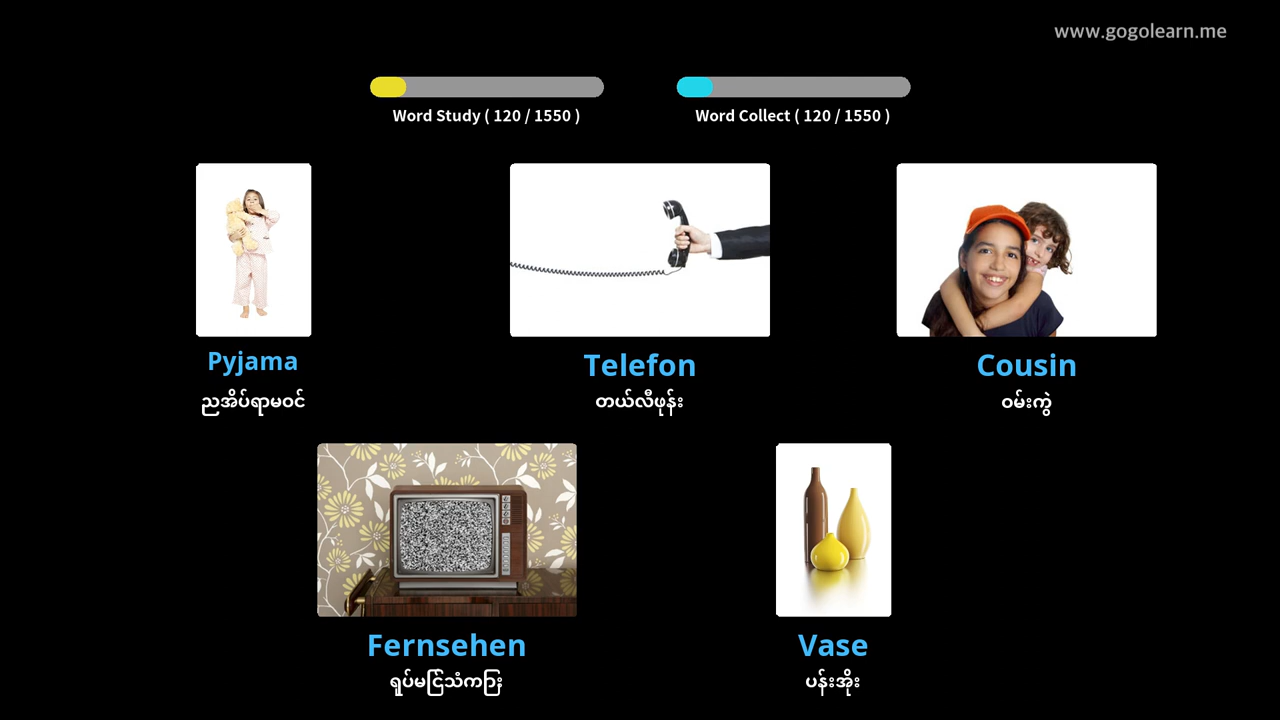 www.gogolearn.me
Word Study ( 120 / 1550 )
Word Collect ( 120 / 1550 )
Pyjama
ညအိပ်ရာမဝင်
Telefon
တယ်လီဖုန်း
Cousin
ဝမ်းကွဲ
Fernsehen
ရုပ်မြင်သံကြား
Vase
ပန်းအိုး